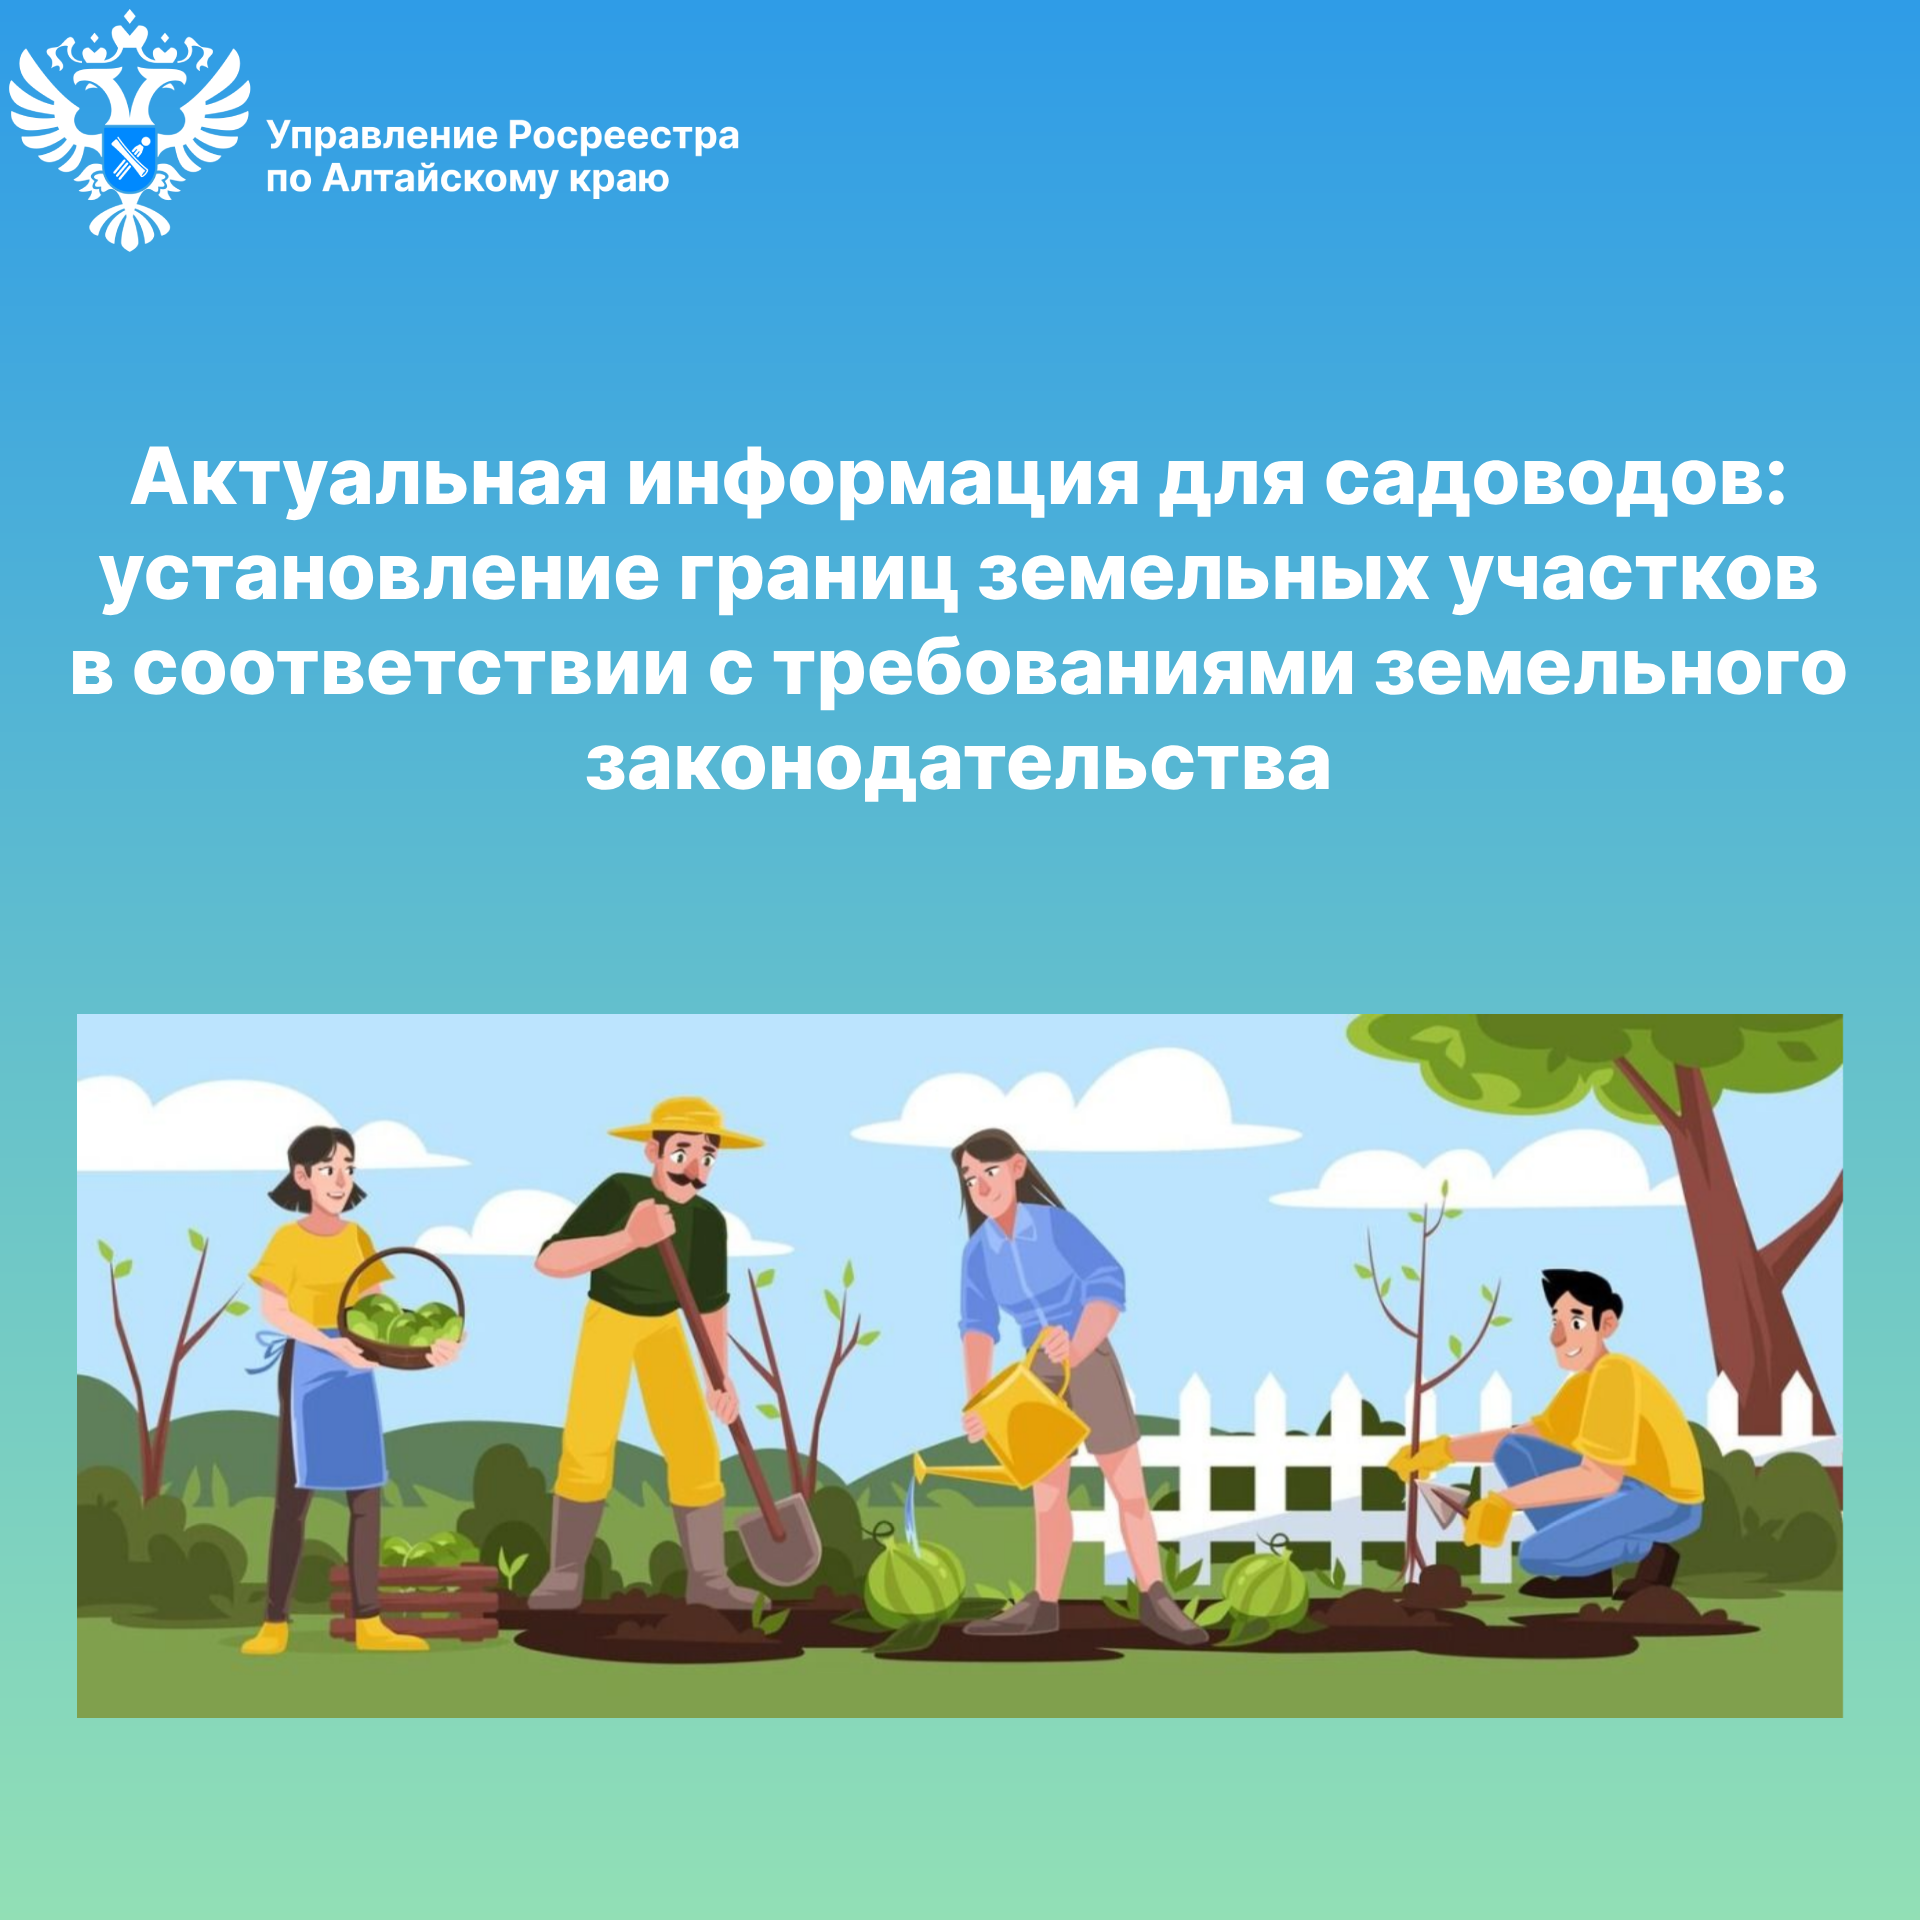 Управление Росреестра
по Алтайскому краю
Актуальная информация для садоводов:
установление границ земельных участков
в соответствии с требованиями земельного
законодательства